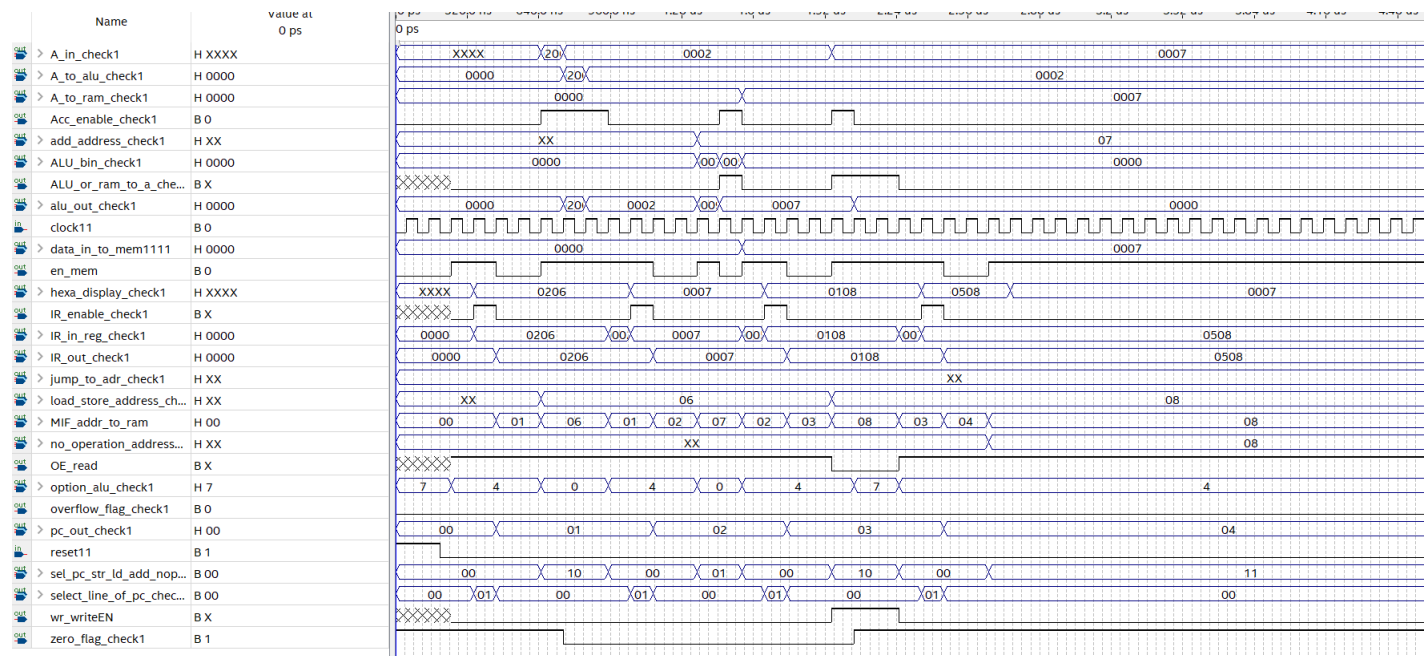 Name Value at 0 ps
0 ps
A_in_check1 H XXXX XXXX 20 0002 0007
A_to_alu_check1 H 0000 0000 20 0002
A_to_ram_check1 H 0000 0000 0007
Acc_enable_check1 B 0
add_address_check1 H XX XX 07
ALU_bin_check1 H 0000 0000 00 00 0000
ALU_or_ram_to_a_che... B X
alu_out_check1 H 0000 0000 20 0002 00 0007 0000
clock11 B 0
data_in_to_mem1111 H 0000 0000 0007
en_mem B 0
hexa_display_check1 H XXXX XXXX 0206 0007 0108 0508 0007
IR_enable_check1 B X
IR_in_reg_check1 H 0000 0000 0206 00 0007 00 0108 00 0508
IR_out_check1 H 0000 0000 0206 0007 0108 0508
jump_to_adr_check1 H XX XX
load_store_address_ch... H XX XX 06 08
MIF_addr_to_ram H 00 00 01 06 01 02 07 02 03 08 03 04 08
no_operation_address... H XX XX 08
OE_read B X
option_alu_check1 H 7 7 4 0 4 0 4 7 4
overflow_flag_check1 B 0
pc_out_check1 H 00 00 01 02 03 04
reset11 B 1
sel_pc_str_ld_add_nop... B 00 00 10 00 01 00 10 00 11
select_line_of_pc_chec... B 00 00 01 00 01 00 01 00 01 00
wr_writeEN B X
zero_flag_check1 B 1